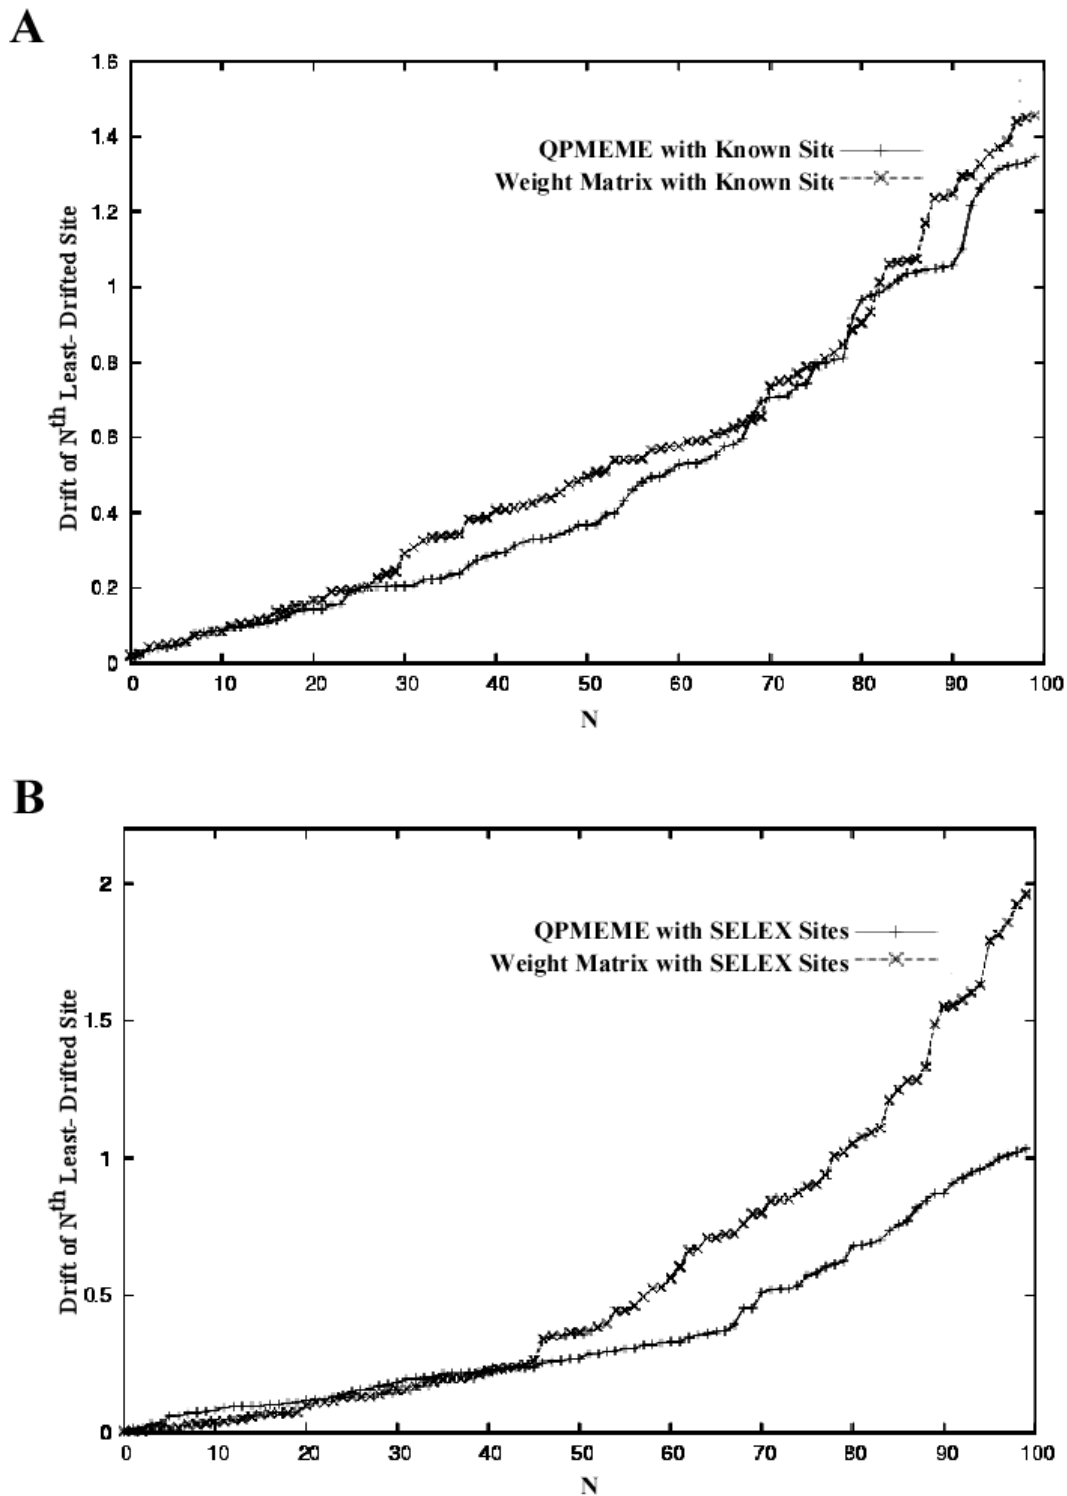 A
1.6
1.4
1.2
1
0.8
0.6
0.4
0.2
0
Drift of Nth Least- Drifted Site
QPMEME with Known Site
Weight Matrix with Known Site
0 10 20 30 40 50 60 70 80 90 100
N
B
2
1.5
1
0.5
0
Drift of Nth Least- Drifted Site
QPMEME with SELEX Sites
Weight Matrix with SELEX Sites
0 10 20 30 40 50 60 70 80 90 100
N